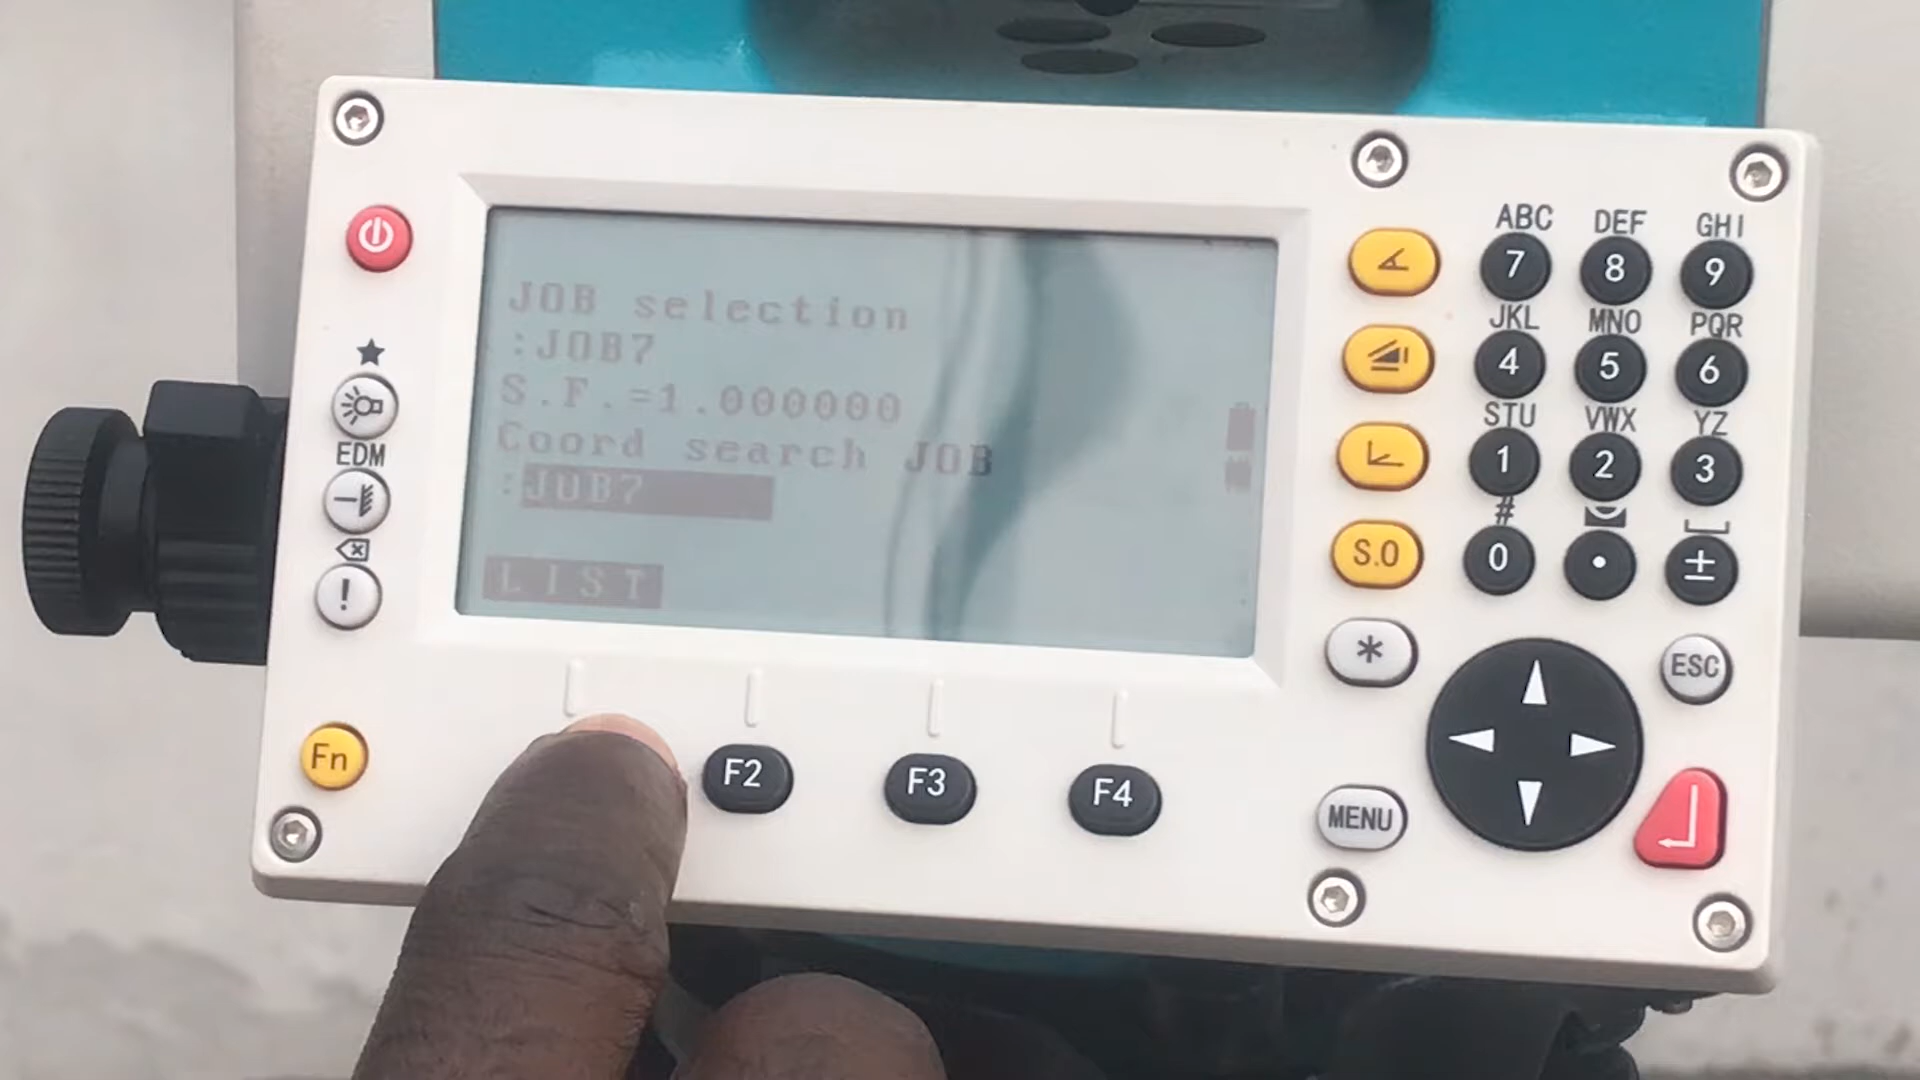 JOB selection
:JOB7
S.F.=1.000000
Coord search JOB
:JOB7
LIST
EDM
!
Fn
F2
F3
F4
S.O
*
MENU
ABC DEF GHI
7 8 9
JKL MNO PQR
4 5 6
STU VWX YZ
1 2 3
#
0 . ±
ESC